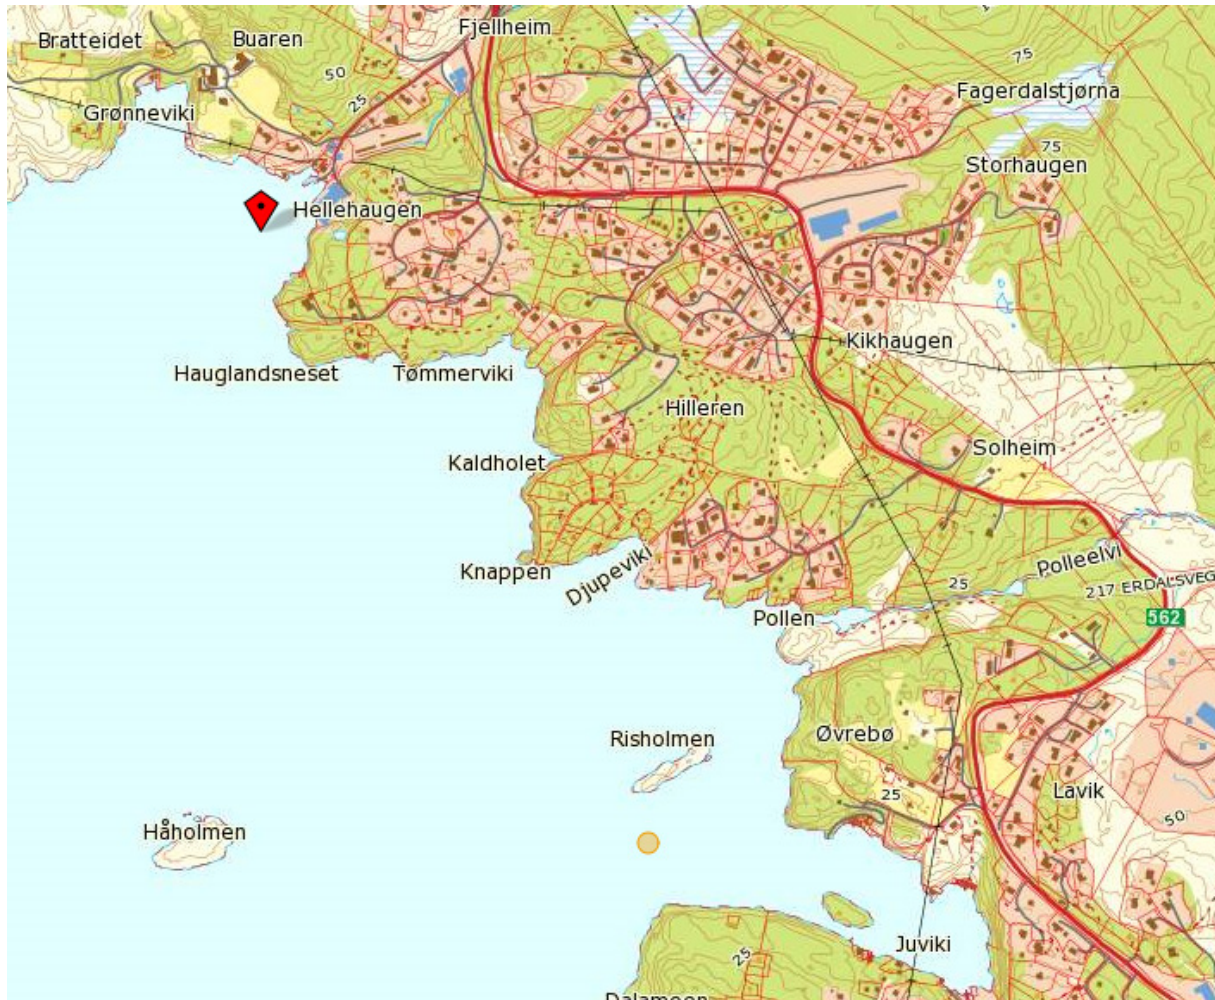 Fjellheim
Bratteidet
Buaren
50
75
25
Fagerdalstjørna
Grønneviki
75
Storhaugen
Hellehaugen
Kikhaugen
Hauglandsneset
Tømmerviki
Hilleren
Solheim
Kaldholet
Knappen
Djupeviki
Polleelvi
25
217 ERDALSVEG
562
Pollen
Øvrebø
Risholmen
Lavik
25
50
Håholmen
Juviki
25